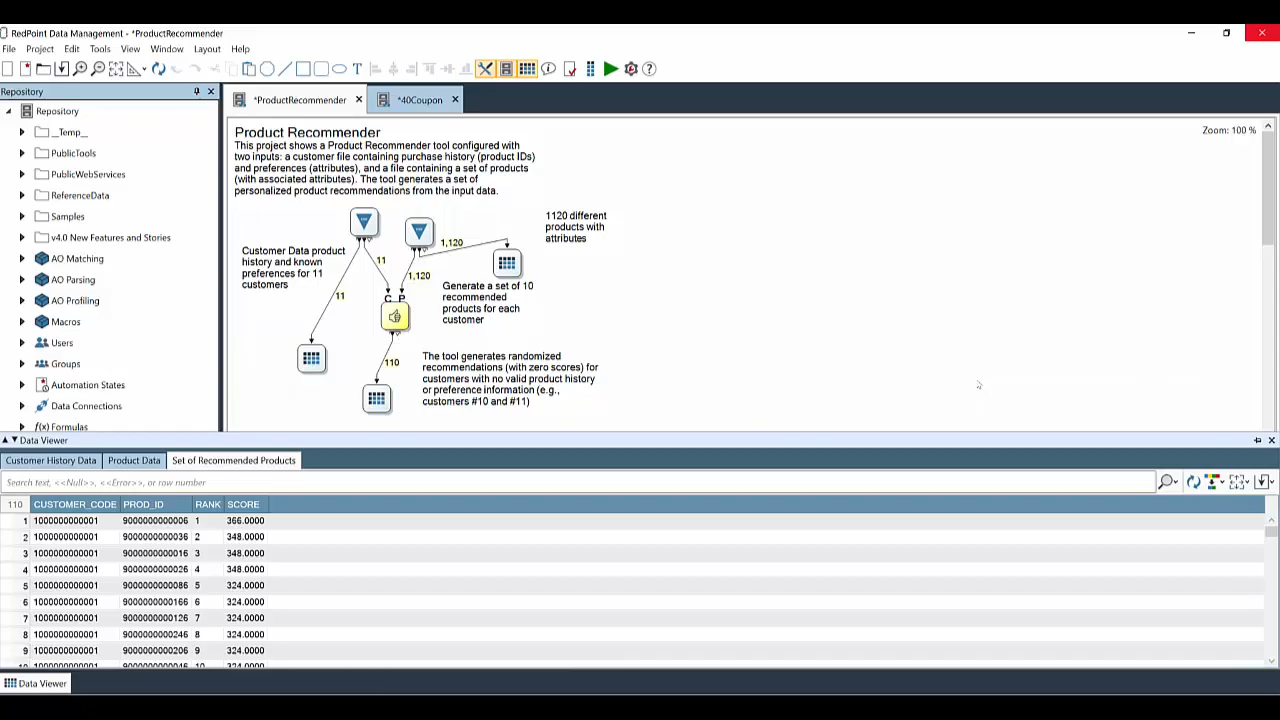 RedPoint Data Management - *ProductRecommender
File Project Edit Tools View Window Layout Help
Repository
*ProductRecommender
*40Coupon
Repository
__Temp__
PublicTools
PublicWebServices
ReferenceData
Samples
v4.0 New Features and Stories
AO Matching
AO Parsing
AO Profiling
Macros
Users
Groups
Automation States
Data Connections
f(x) Formulas
Zoom: 100 %
Product Recommender
This project shows a Product Recommender tool configured with
two inputs: a customer file containing purchase history (product IDs)
and preferences (attributes), and a file containing a set of products
(with associated attributes). The tool generates a set of
personalized product recommendations from the input data.
1120 different
products with
attributes
1,120
Customer Data product
history and known
preferences for 11
customers
11
1,120
11
Generate a set of 10
recommended
products for each
customer
C P
110
The tool generates randomized
recommendations (with zero scores) for
customers with no valid product history
or preference information (e.g.,
customers #10 and #11)
Data Viewer
Customer History Data Product Data Set of Recommended Products
Search text, <<Null>>, <<Error>>, or row number
110 CUSTOMER_CODE PROD_ID RANK SCORE
1 1000000000001 9000000000006 1 366.0000
2 1000000000001 9000000000036 2 348.0000
3 1000000000001 9000000000016 3 348.0000
4 1000000000001 9000000000026 4 348.0000
5 1000000000001 9000000000086 5 324.0000
6 1000000000001 9000000000166 6 324.0000
7 1000000000001 9000000000126 7 324.0000
8 1000000000001 9000000000246 8 324.0000
9 1000000000001 9000000000206 9 324.0000
10 1000000000001 9000000000046 10 324.0000
Data Viewer